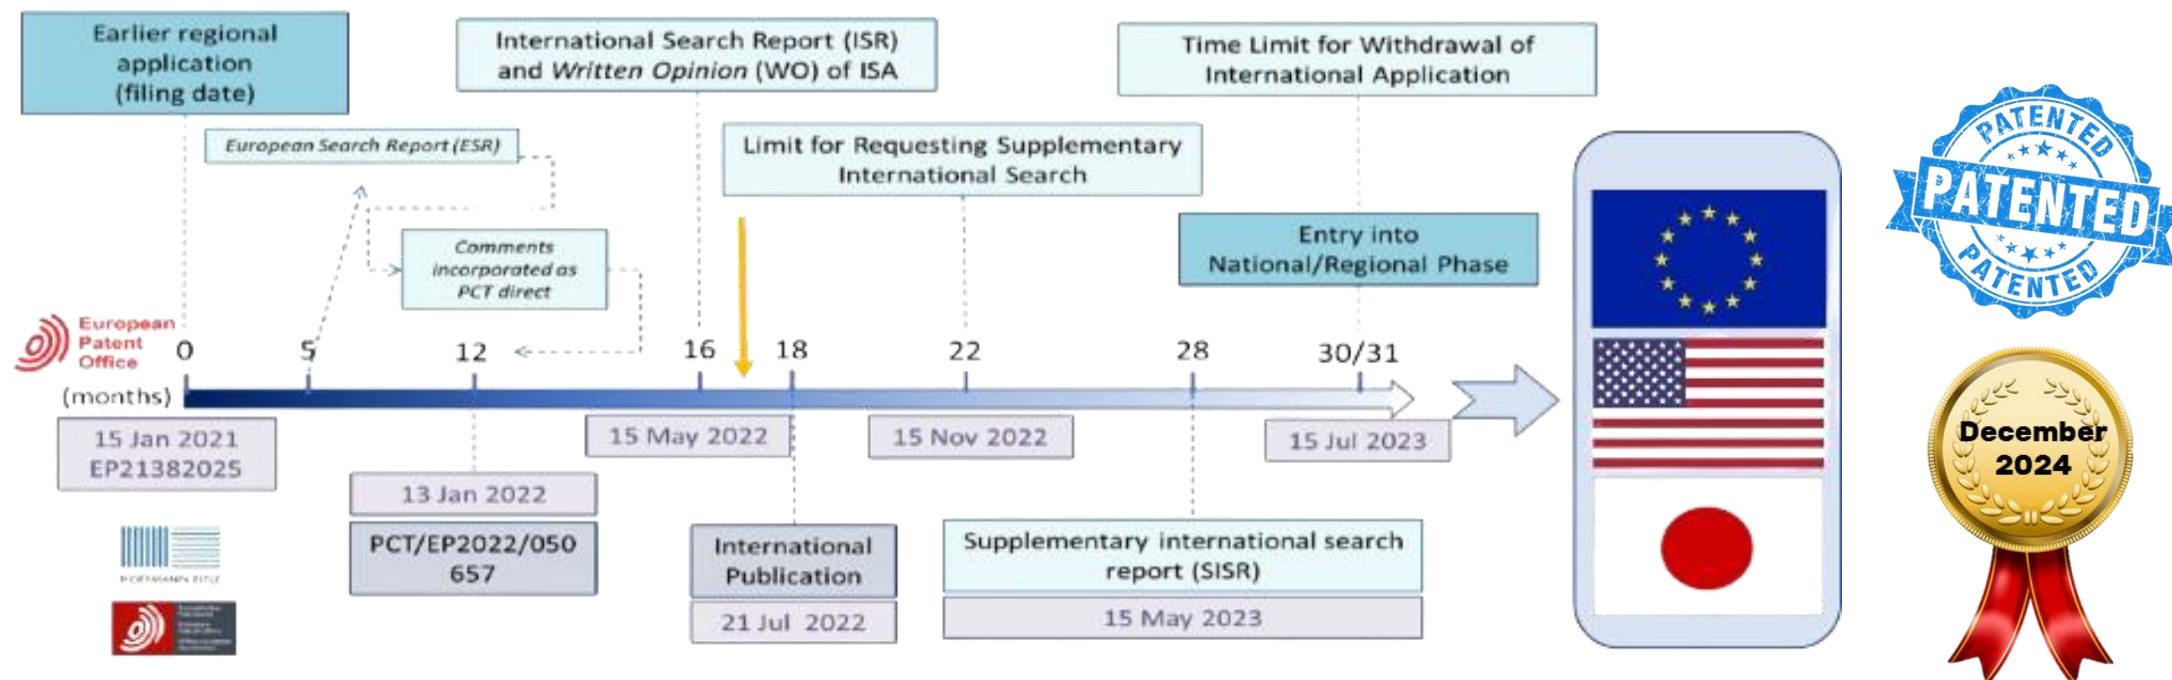 Earlier regional
application
(filing date)
European Search Report (ESR)
Comments
incorporated as
PCT direct
International Search Report (ISR)
and Written Opinion (WO) of ISA
Limit for Requesting Supplementary
International Search
Time Limit for Withdrawal of
International Application
Entry into
National/Regional Phase
European
Patent
Office
0
5
12
16
18
22
28
30/31
(months)
15 Jan 2021
EP21382025
13 Jan 2022
PCT/EP2022/050
657
15 May 2022
International
Publication
21 Jul 2022
15 Nov 2022
Supplementary international search
report (SISR)
15 May 2023
15 Jul 2023
HOFFMANN EITLE
PATENTED
PATENTED
PATENTED
December
2024